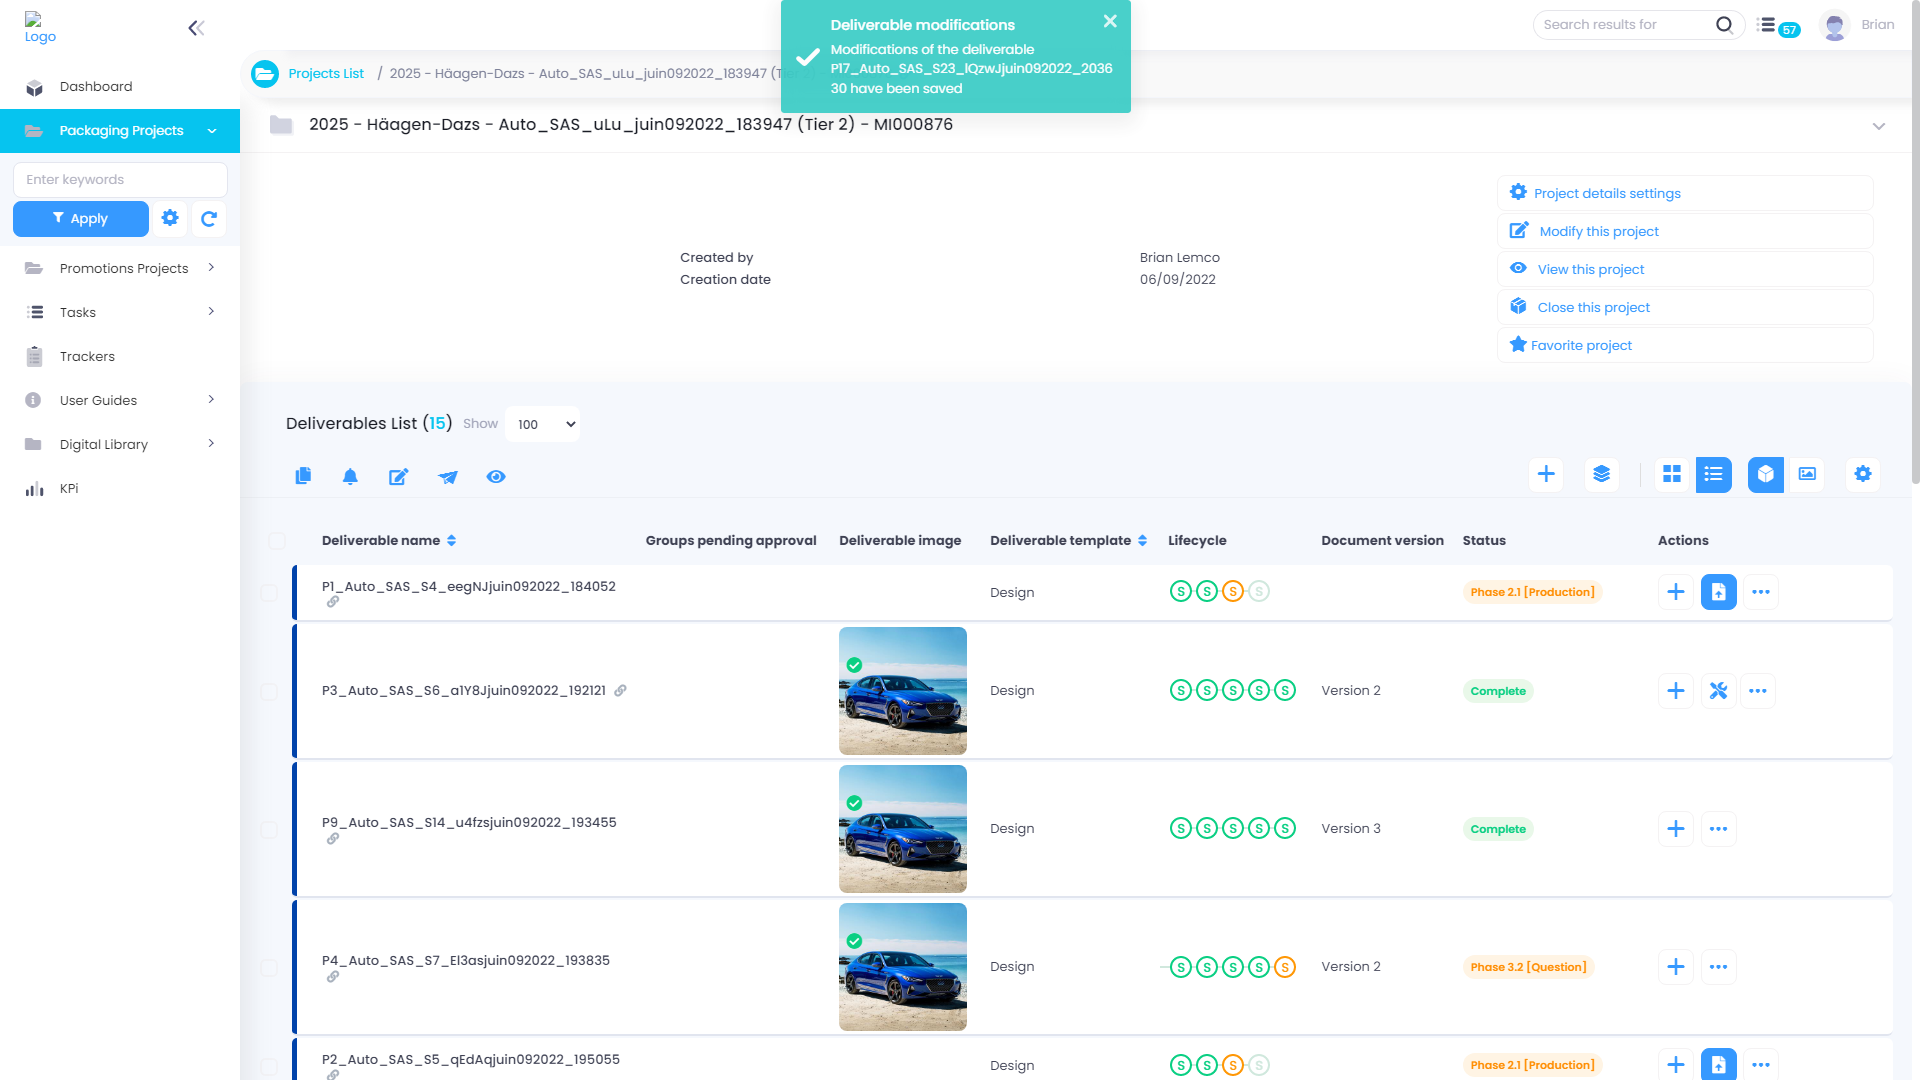 Logo
Deliverable modifications
Modifications of the deliverable
P17_Auto_SAS_S23_lQzwJjuin092022_2036
30 have been saved
Search results for
57
Brian
Projects List / 2025 - Häagen-Dazs - Auto_SAS_uLu_juin092022_183947 (Tie
Dashboard
Packaging Projects
2025 - Häagen-Dazs - Auto_SAS_uLu_juin092022_183947 (Tier 2) - MI000876
Enter keywords
Apply
Promotions Projects
Tasks
Trackers
User Guides
Digital Library
KPi
Created by
Brian Lemco
Creation date
06/09/2022
Project details settings
Modify this project
View this project
Close this project
Favorite project
Deliverables List (15) Show 100
Deliverable name Groups pending approval Deliverable image Deliverable template Lifecycle Document version Status Actions
P1_Auto_SAS_S4_eegNJjuin092022_184052 Design S S S S Phase 2.1 [Production]
P3_Auto_SAS_S6_a1Y8Jjuin092022_192121 Design S S S S S Version 2 Complete
P9_Auto_SAS_S14_u4fzsjuin092022_193455 Design S S S S S Version 3 Complete
P4_Auto_SAS_S7_El3asjuin092022_193835 Design S S S S S Version 2 Phase 3.2 [Question]
P2_Auto_SAS_S5_qEdAqjuin092022_195055 Design S S S S Phase 2.1 [Production]